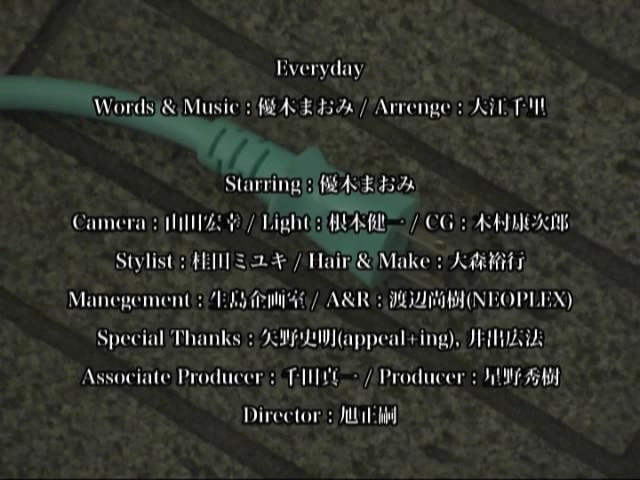 Everyday
Words & Music : 優木まおみ / Arrenge : 大江千里
Starring : 優木まおみ
Camera : 山田宏幸 / Light : 根本健一 / CG : 木村康次郎
Stylist : 桂田ミユキ / Hair & Make : 大森裕行
Manegement : 生島企画室 / A&R : 渡辺尚樹(NEOPLEX)
Special Thanks : 矢野史明(appeal+ing), 井出広法
Associate Producer : 千田真一 / Producer : 星野秀樹
Director : 旭正嗣